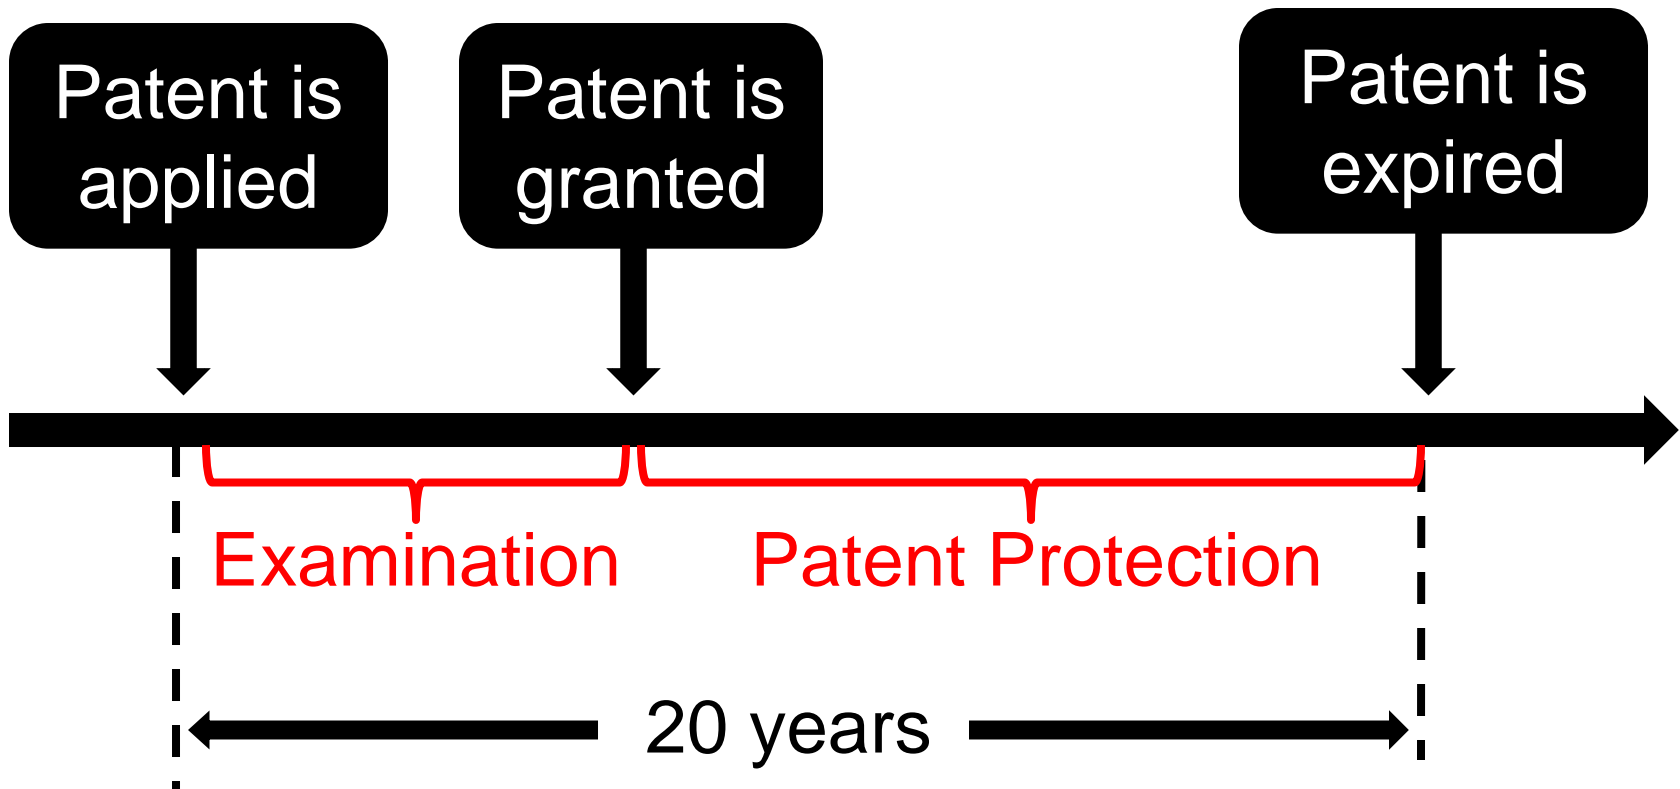 Patent is
applied
Patent is
granted
Patent is
expired
Examination
Patent Protection
20 years